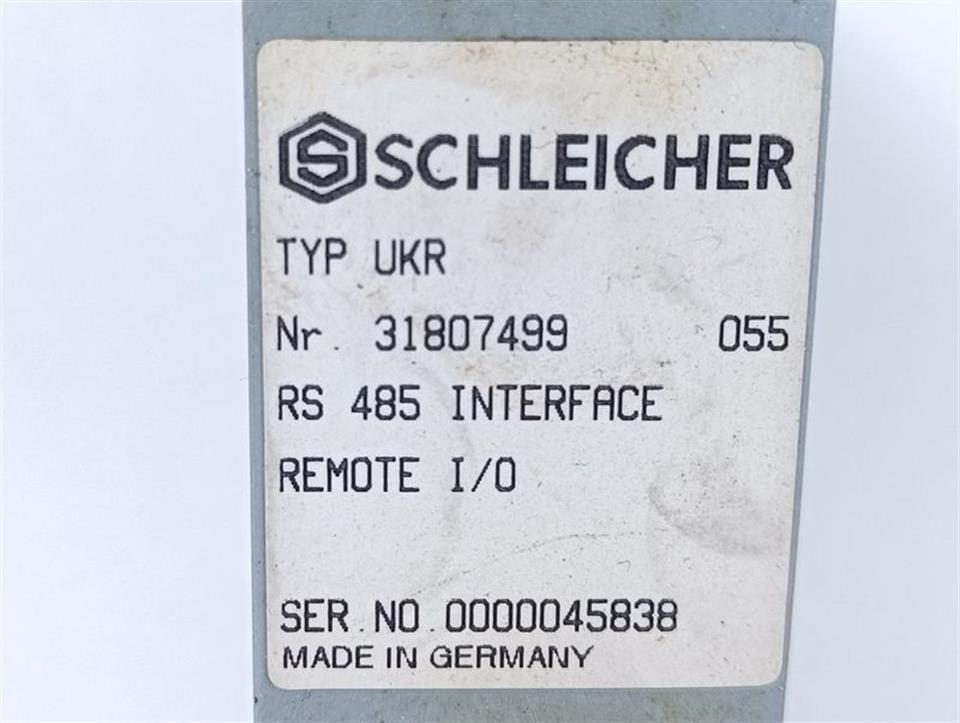 SCHLEICHER
TYP UKR
Nr. 31807499 055
RS 485 INTERFACE
REMOTE I/O
SER.NO.0000045838
MADE IN GERMANY